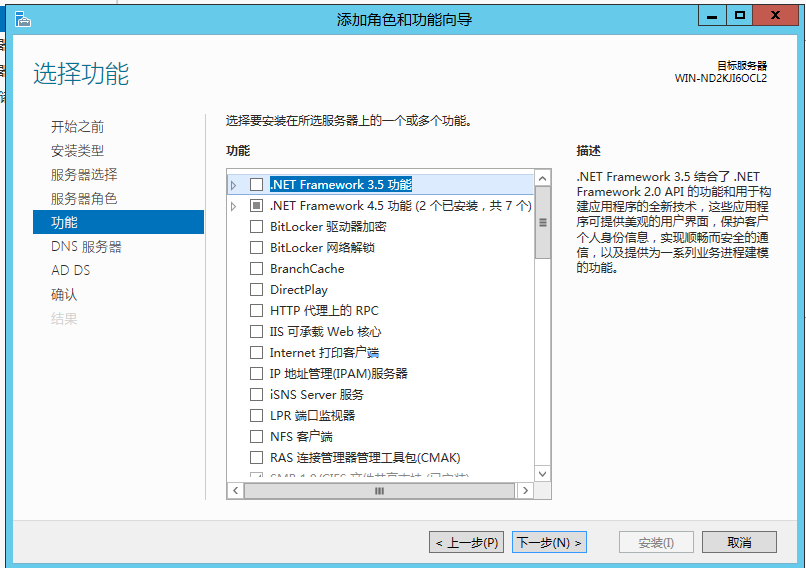 添加角色和功能向导
选择功能
目标服务器
WIN-ND2KJI6OCL2
开始之前
安装类型
服务器选择
服务器角色
功能
DNS 服务器
AD DS
确认
结果
选择要安装在所选服务器上的一个或多个功能。
功能
.NET Framework 3.5 功能
.NET Framework 4.5 功能 (2 个已安装，共 7 个)
BitLocker 驱动器加密
BitLocker 网络解锁
BranchCache
DirectPlay
HTTP 代理上的 RPC
IIS 可承载 Web 核心
Internet 打印客户端
IP 地址管理(IPAM)服务器
iSNS Server 服务
LPR 端口监视器
NFS 客户端
RAS 连接管理器管理工具包(CMAK)
SMB 1.0/CIFS 文件共享支持 (已安装)
描述
.NET Framework 3.5 结合了 .NET
Framework 2.0 API 的功能和用于构
建应用程序的全新技术，这些应用程
序可提供美观的用户界面，保护客户
个人身份信息，实现顺畅而安全的通
信，以及提供为一系列业务进程建模
的功能。
< 上一步(P)
下一步(N) >
安装(I)
取消